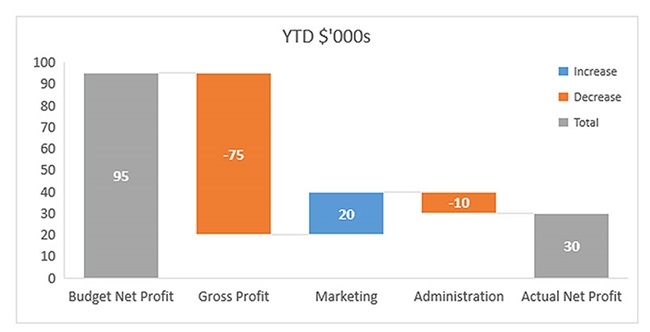 YTD $'000s
100
90
80
70
60
50
40
30
20
10
0
Increase
Decrease
Total
95
-75
20
-10
30
Budget Net Profit
Gross Profit
Marketing
Administration
Actual Net Profit